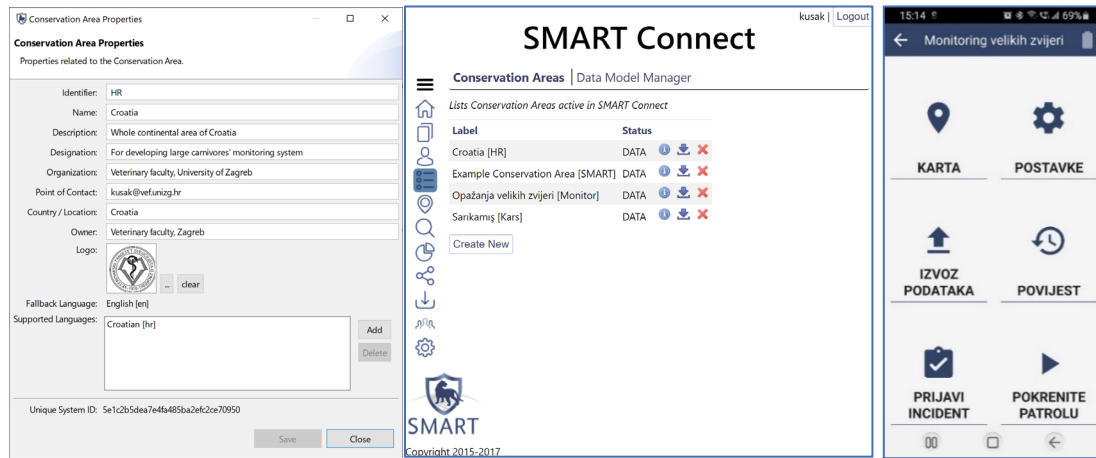 Conservation Area Properties
Conservation Area Properties
Properties related to the Conservation Area.
Identifier: HR
Name: Croatia
Description: Whole continental area of Croatia
Designation: For developing large carnivores' monitoring system
Organization: Veterinary faculty, University of Zagreb
Point of Contact: kusak@vef.unizg.hr
Country / Location: Croatia
Owner: Veterinary faculty, Zagreb
Logo:
... clear
Fallback Language: English [en]
Supported Languages: Croatian [hr]
Add
Delete
Unique System ID: 5e1c2b5dea7e4fa485ba2efc2ce70950
Save Close
kusak | Logout
SMART Connect
Conservation Areas | Data Model Manager
Lists Conservation Areas active in SMART Connect
Label Status
Croatia [HR] DATA
Example Conservation Area [SMART] DATA
Opažanja velikih zvijeri [Monitor] DATA
Sarıkamış [Kars] DATA
Create New
SMART
Copyright 2015-2017
15:14 69%
Monitoring velikih zvijeri
KARTA POSTAVKE
IZVOZ
PODATAKA POVIJEST
PRIJAVI POKRENITE
INCIDENT PATROLU